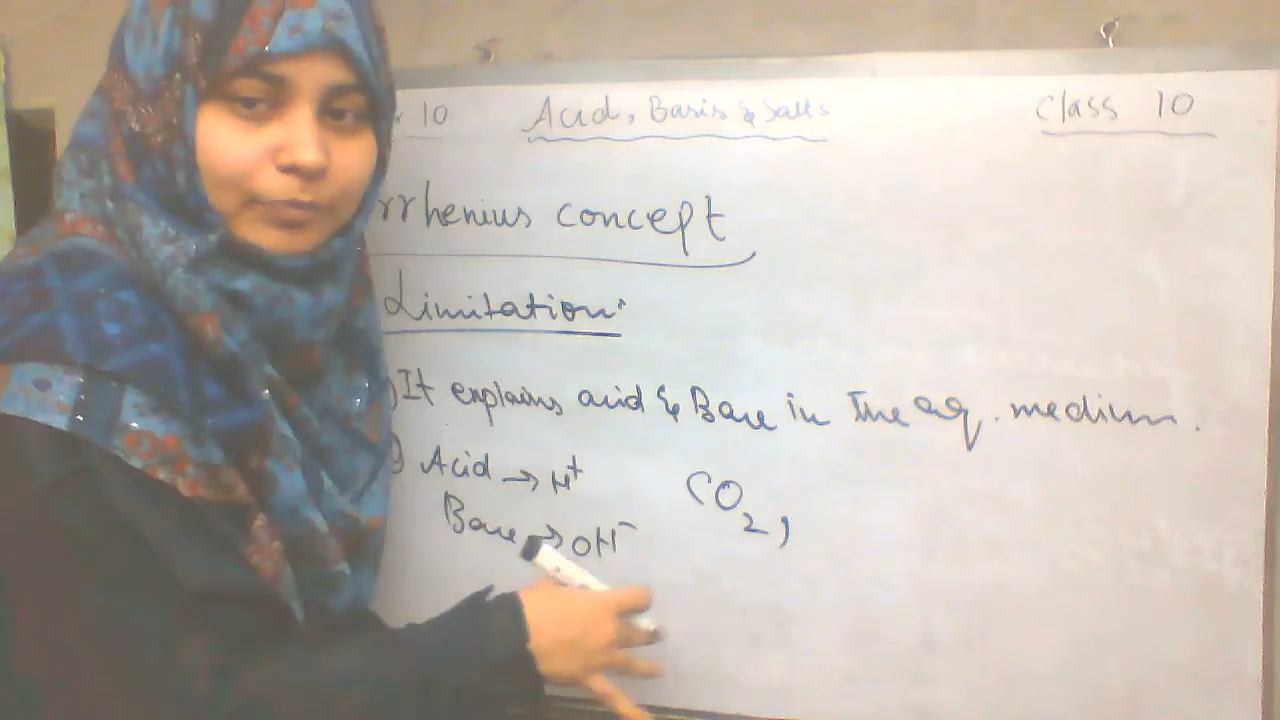 . 10 Acid, Basis & Salts Class 10
rrhenius concept
Limitation:
)It explains acid & Base in the aq. medium.
) Acid → H⁺ CO₂,
Base → OH⁻